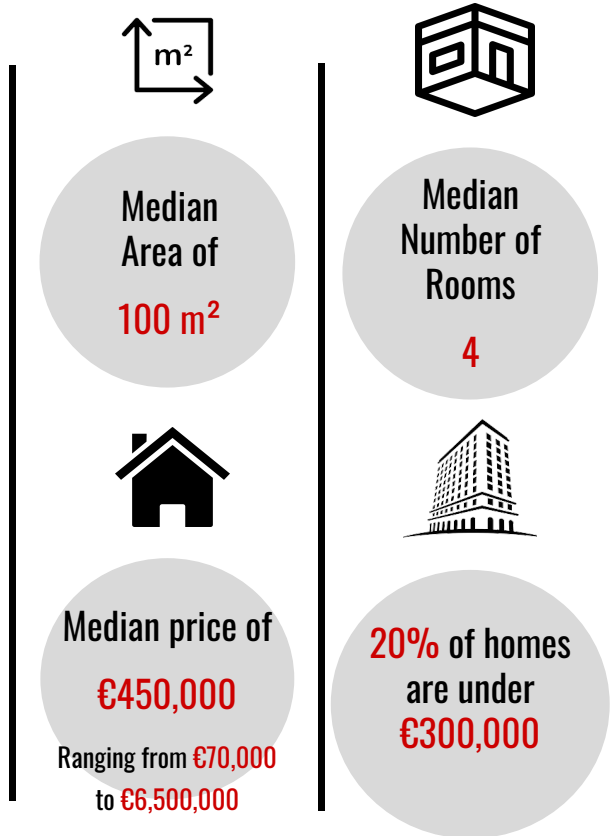 m²
Median
Area of
100 m²
Median
Number of
Rooms
4
Median price of
€450,000
Ranging from €70,000
to €6,500,000
20% of homes
are under
€300,000